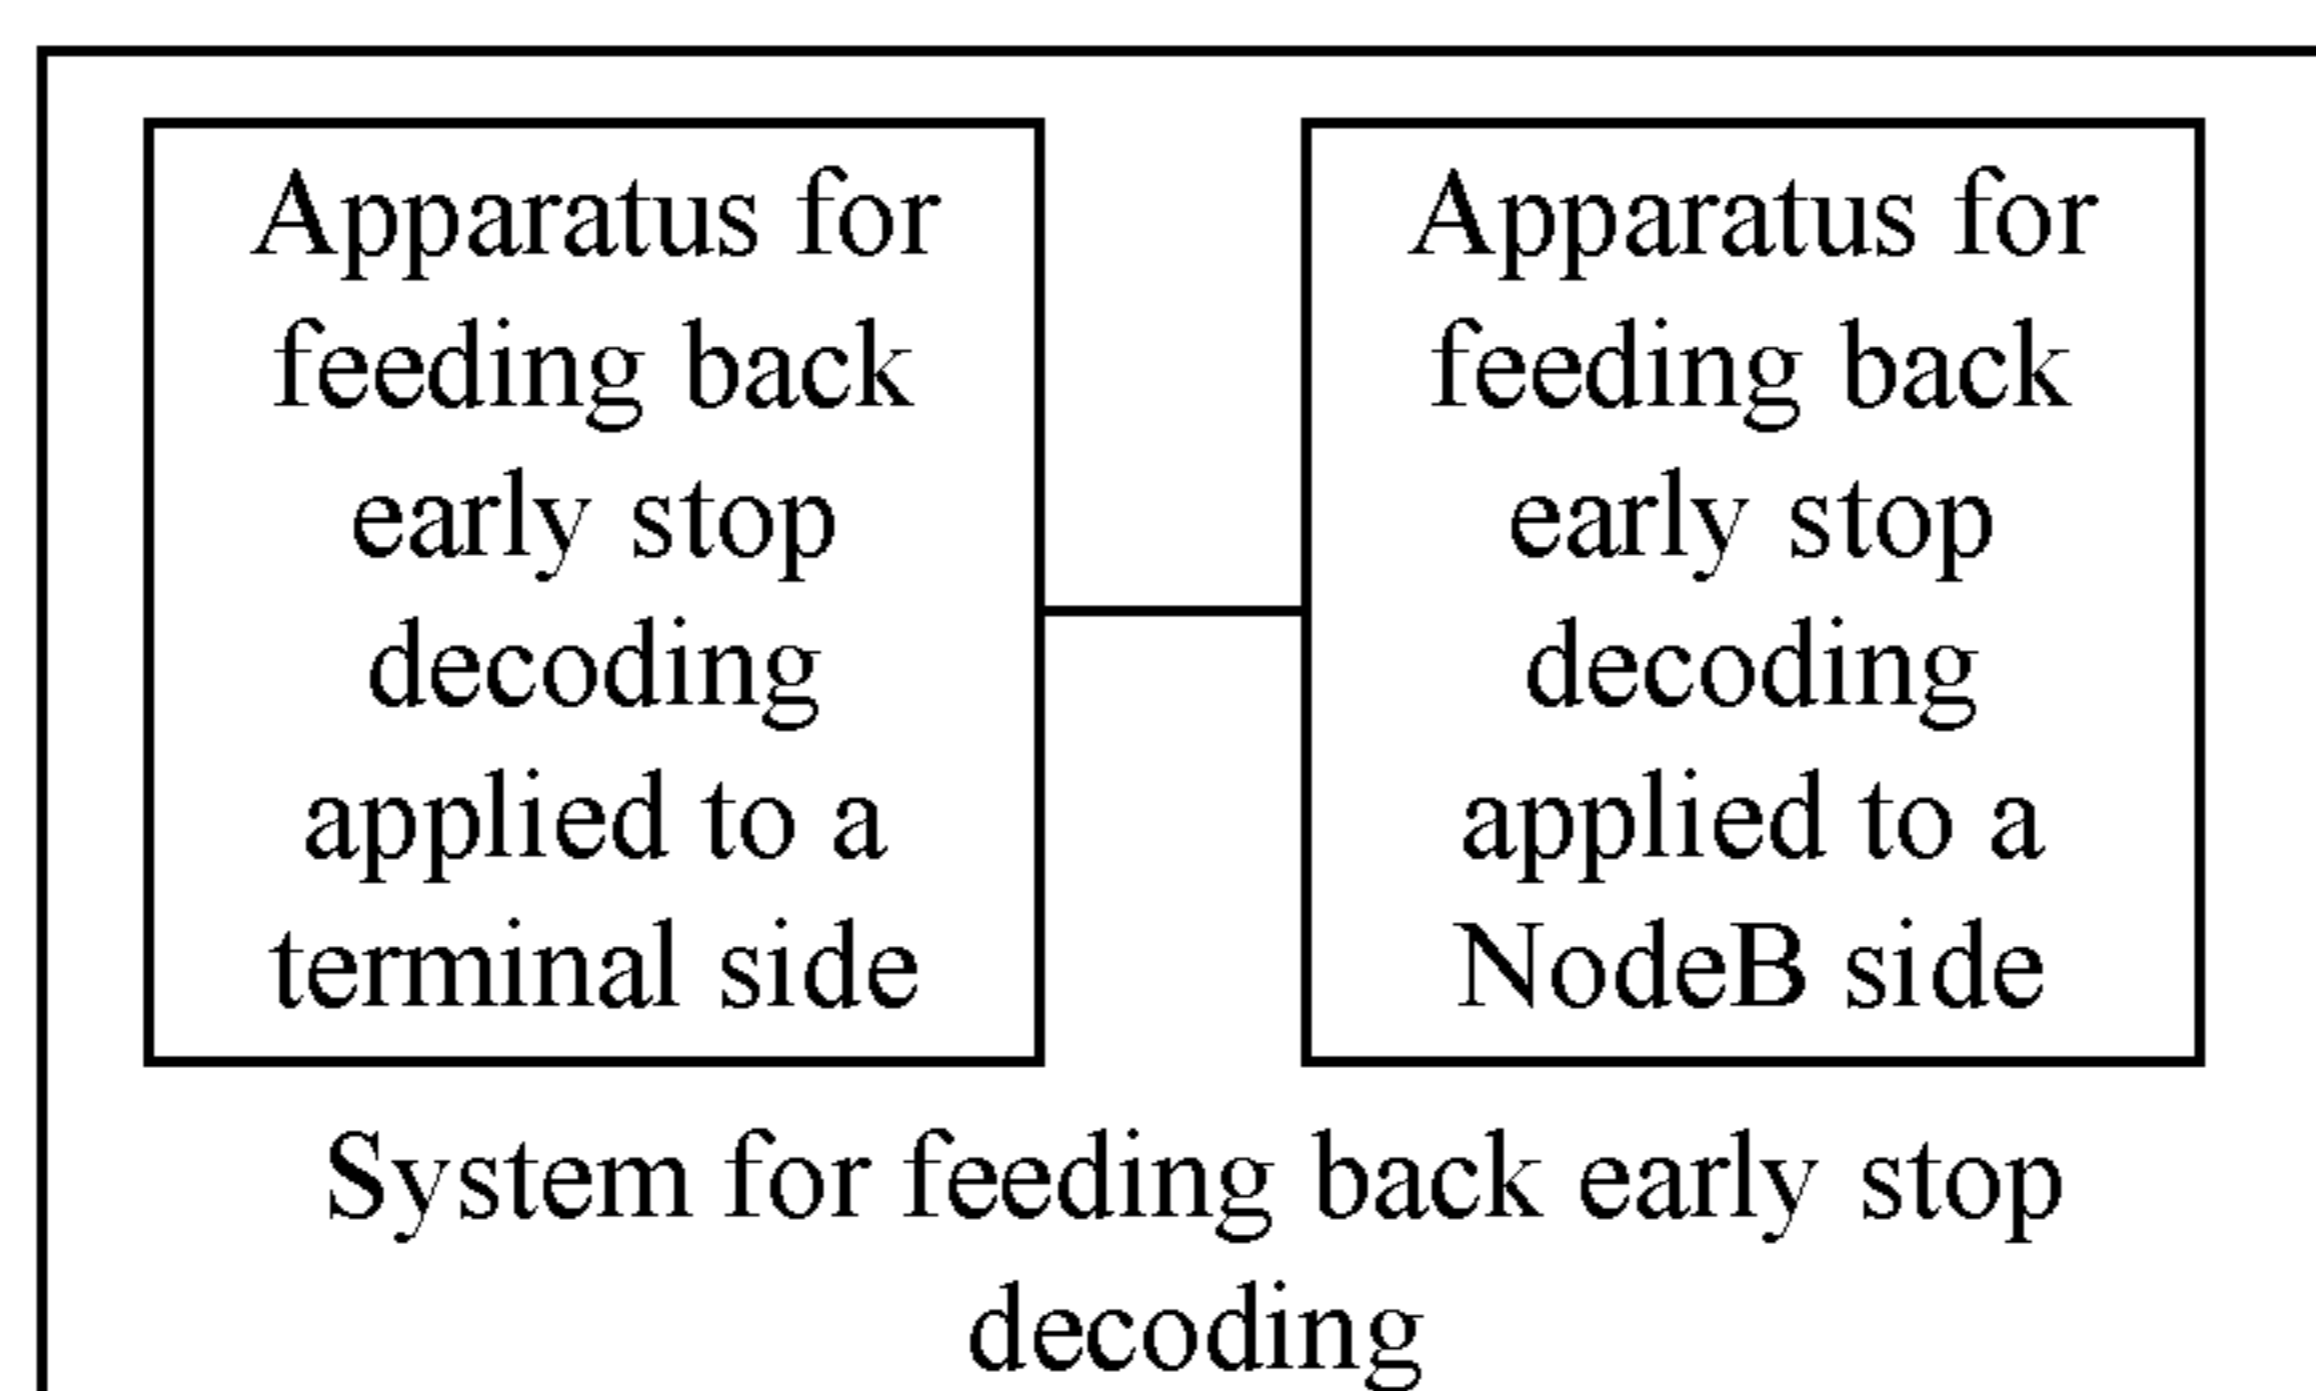 Apparatus for
feeding back
early stop
decoding
applied to a
terminal side
Apparatus for
feeding back
early stop
decoding
applied to a
NodeB side
System for feeding back early stop
decoding